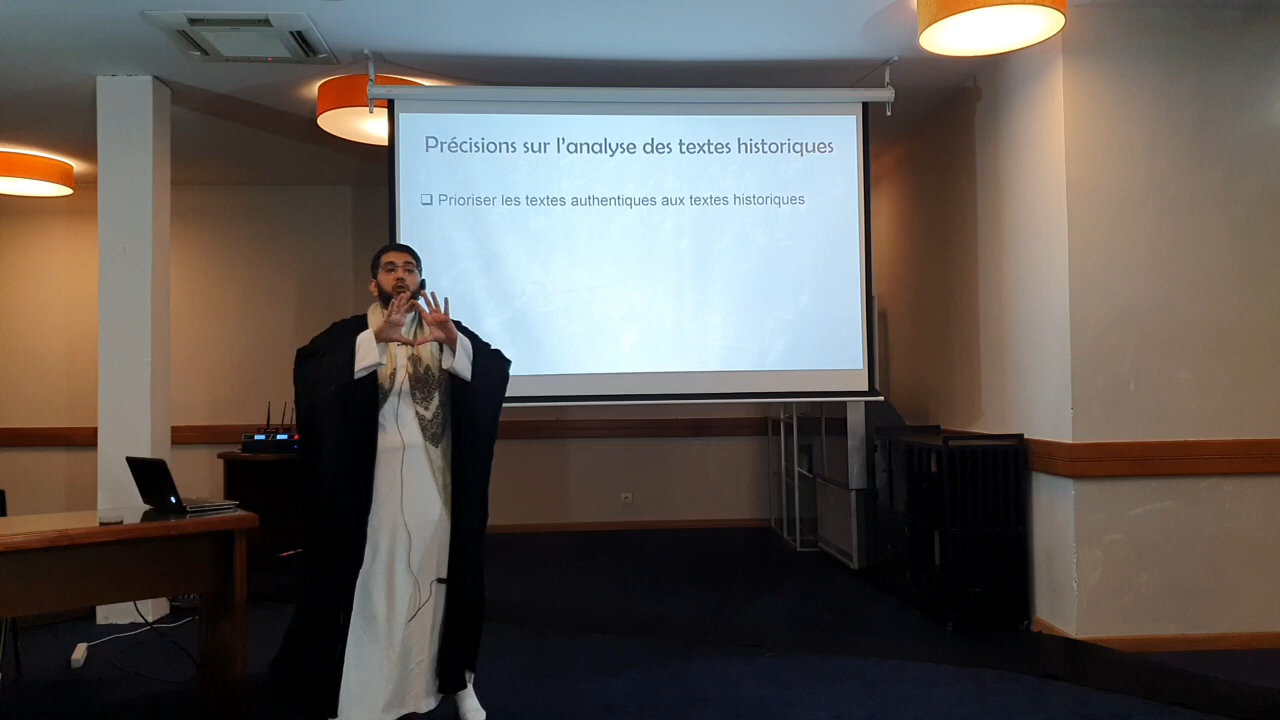 Précisions sur l'analyse des textes historiques
❑ Prioriser les textes authentiques aux textes historiques